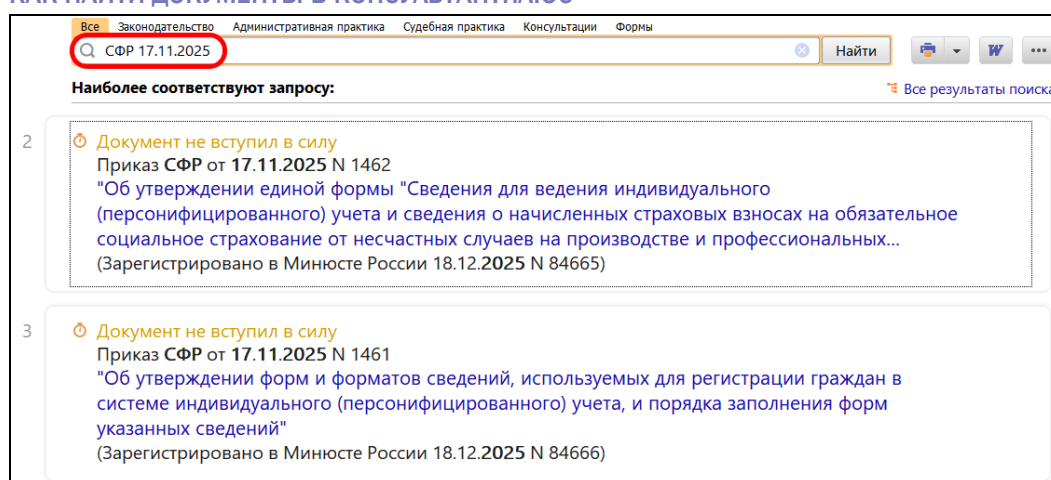 КАК НАЙТИ ДОКУМЕНТЫ В КОНСУЛЬТАНТПЛЮС
Все Законодательство Административная практика Судебная практика Консультации Формы
СФР 17.11.2025 Найти W
Наиболее соответствуют запросу: Все результаты поиска
2 Документ не вступил в силу
Приказ СФР от 17.11.2025 N 1462
"Об утверждении единой формы "Сведения для ведения индивидуального
(персонифицированного) учета и сведения о начисленных страховых взносах на обязательное
социальное страхование от несчастных случаев на производстве и профессиональных...
(Зарегистрировано в Минюсте России 18.12.2025 N 84665)
3 Документ не вступил в силу
Приказ СФР от 17.11.2025 N 1461
"Об утверждении форм и форматов сведений, используемых для регистрации граждан в
системе индивидуального (персонифицированного) учета, и порядка заполнения форм
указанных сведений"
(Зарегистрировано в Минюсте России 18.12.2025 N 84666)